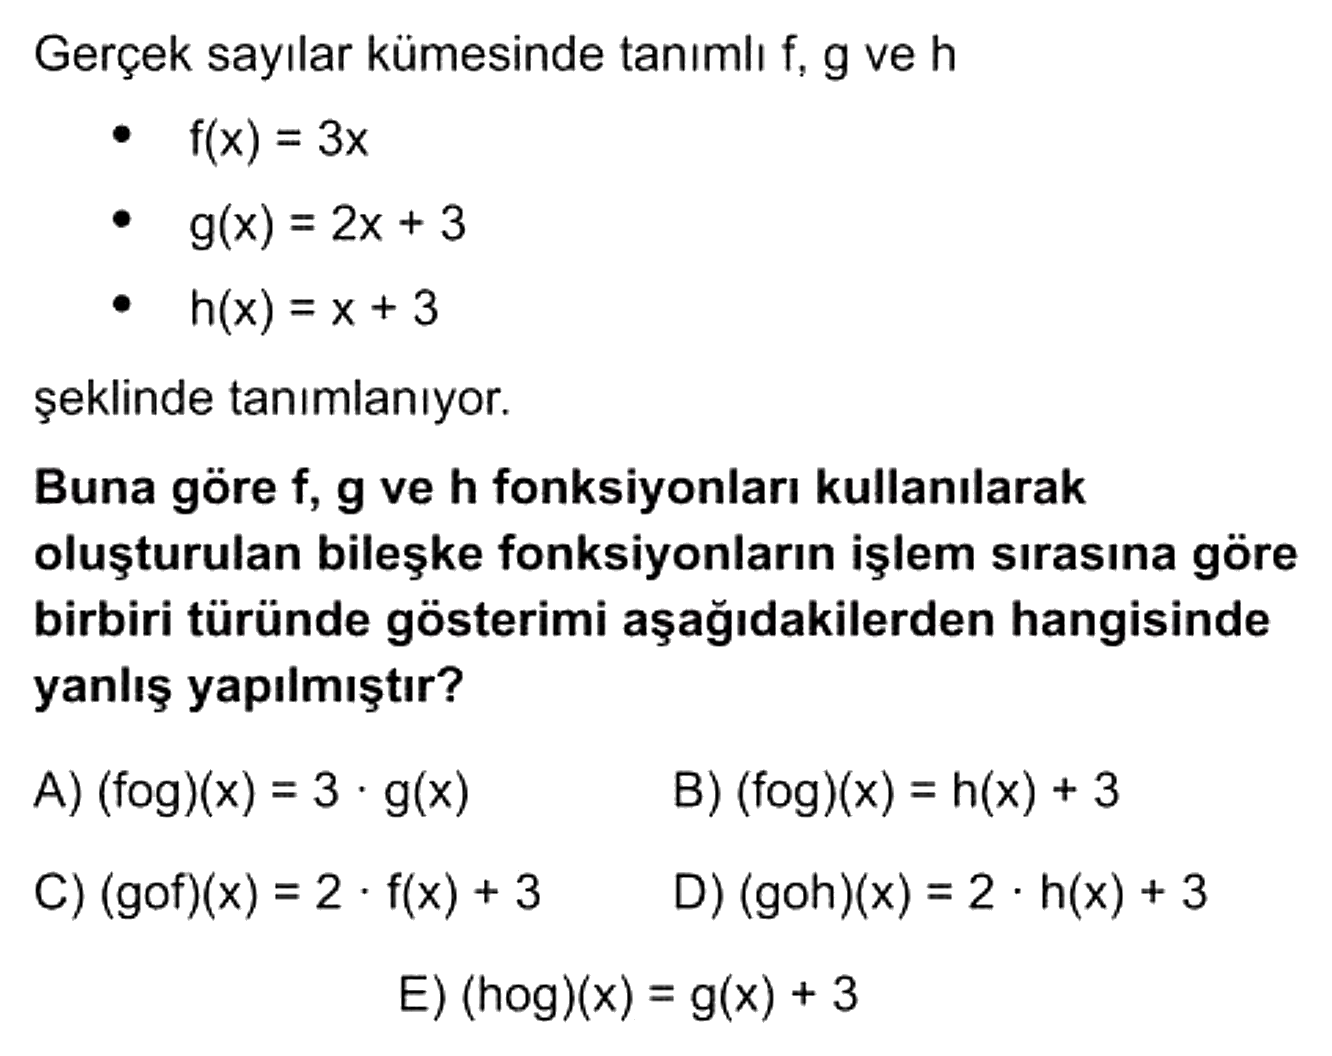 Gerçek sayılar kümesinde tanımlı f, g ve h
• f(x) = 3x
• g(x) = 2x + 3
• h(x) = x + 3
şeklinde tanımlanıyor.
Buna göre f, g ve h fonksiyonları kullanılarak
oluşturulan bileşke fonksiyonların işlem sırasına göre
birbiri türünde gösterimi aşağıdakilerden hangisinde
yanlış yapılmıştır?
A) (fog)(x) = 3 · g(x) B) (fog)(x) = h(x) + 3
C) (gof)(x) = 2 · f(x) + 3 D) (goh)(x) = 2 · h(x) + 3
E) (hog)(x) = g(x) + 3